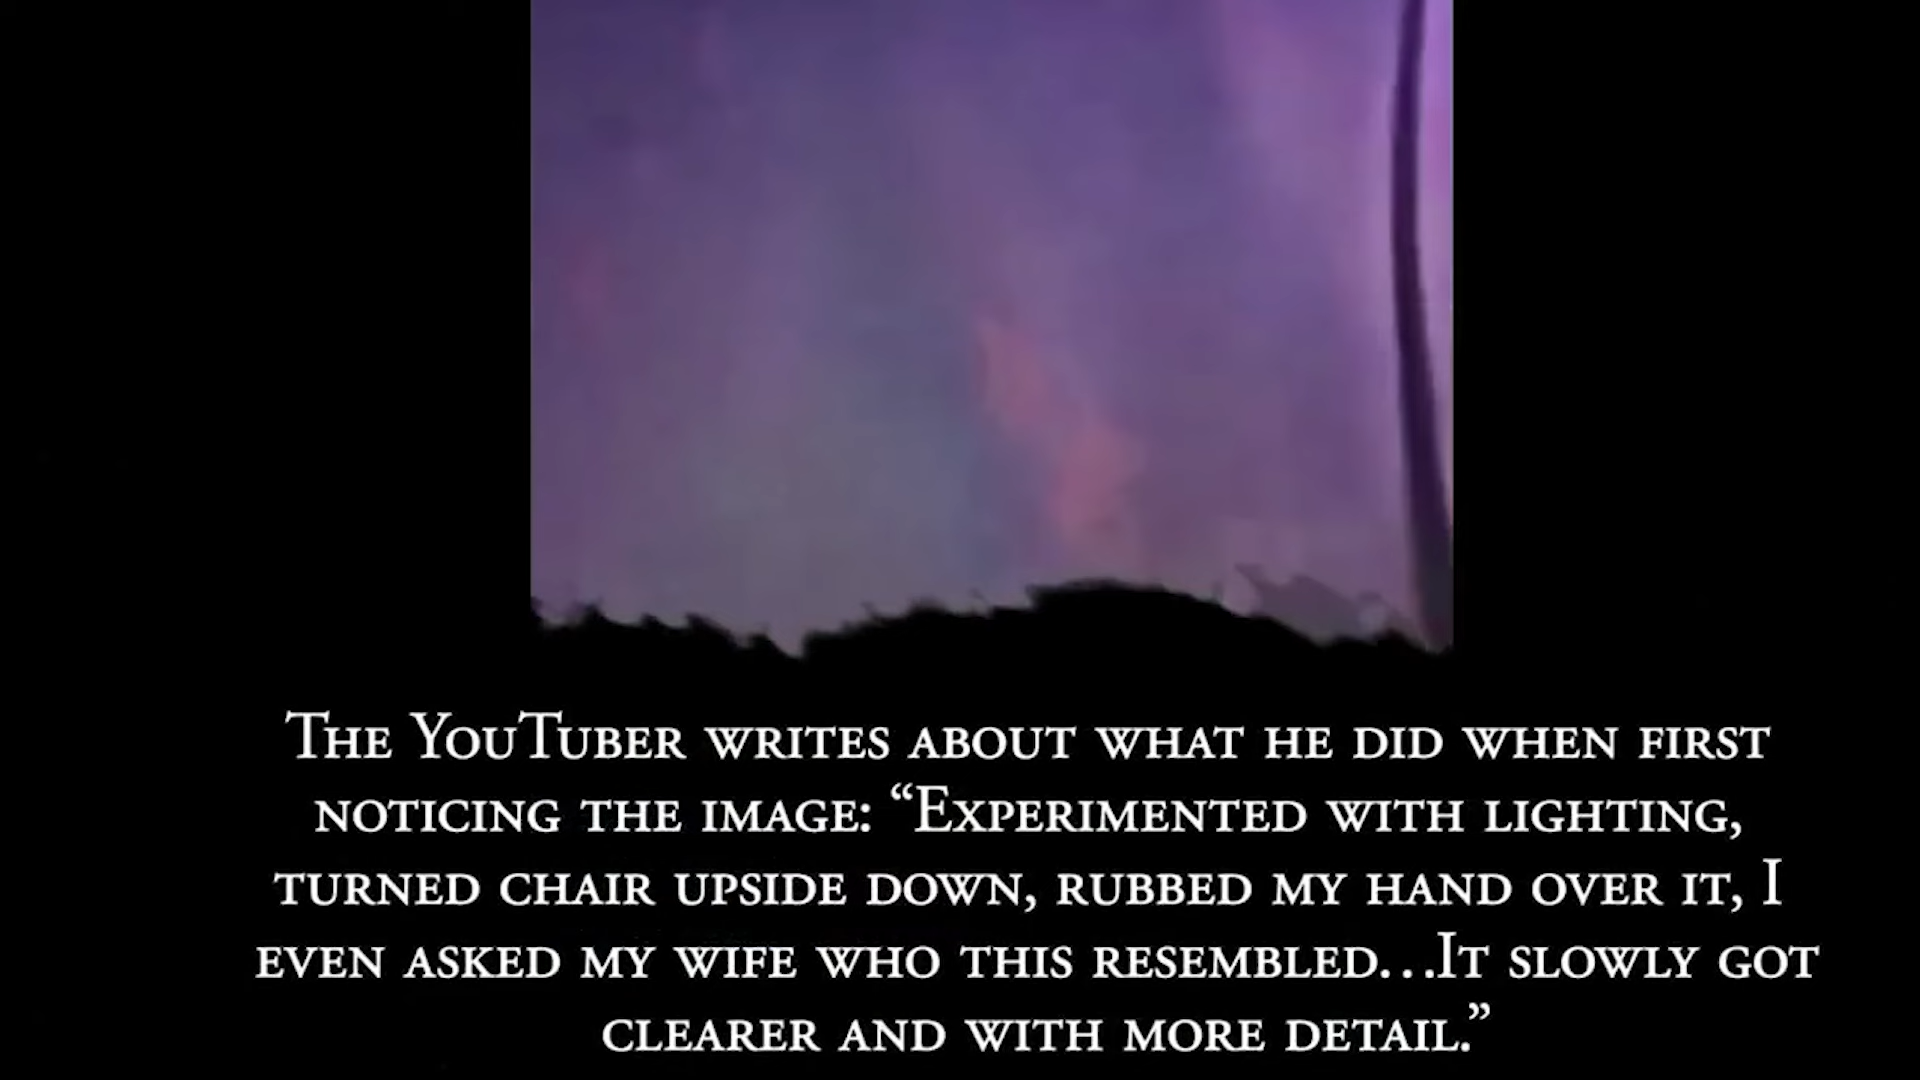 The YouTuber writes about what he did when first
noticing the image: “Experimented with lighting,
turned chair upside down, rubbed my hand over it, I
even asked my wife who this resembled…It slowly got
clearer and with more detail.”